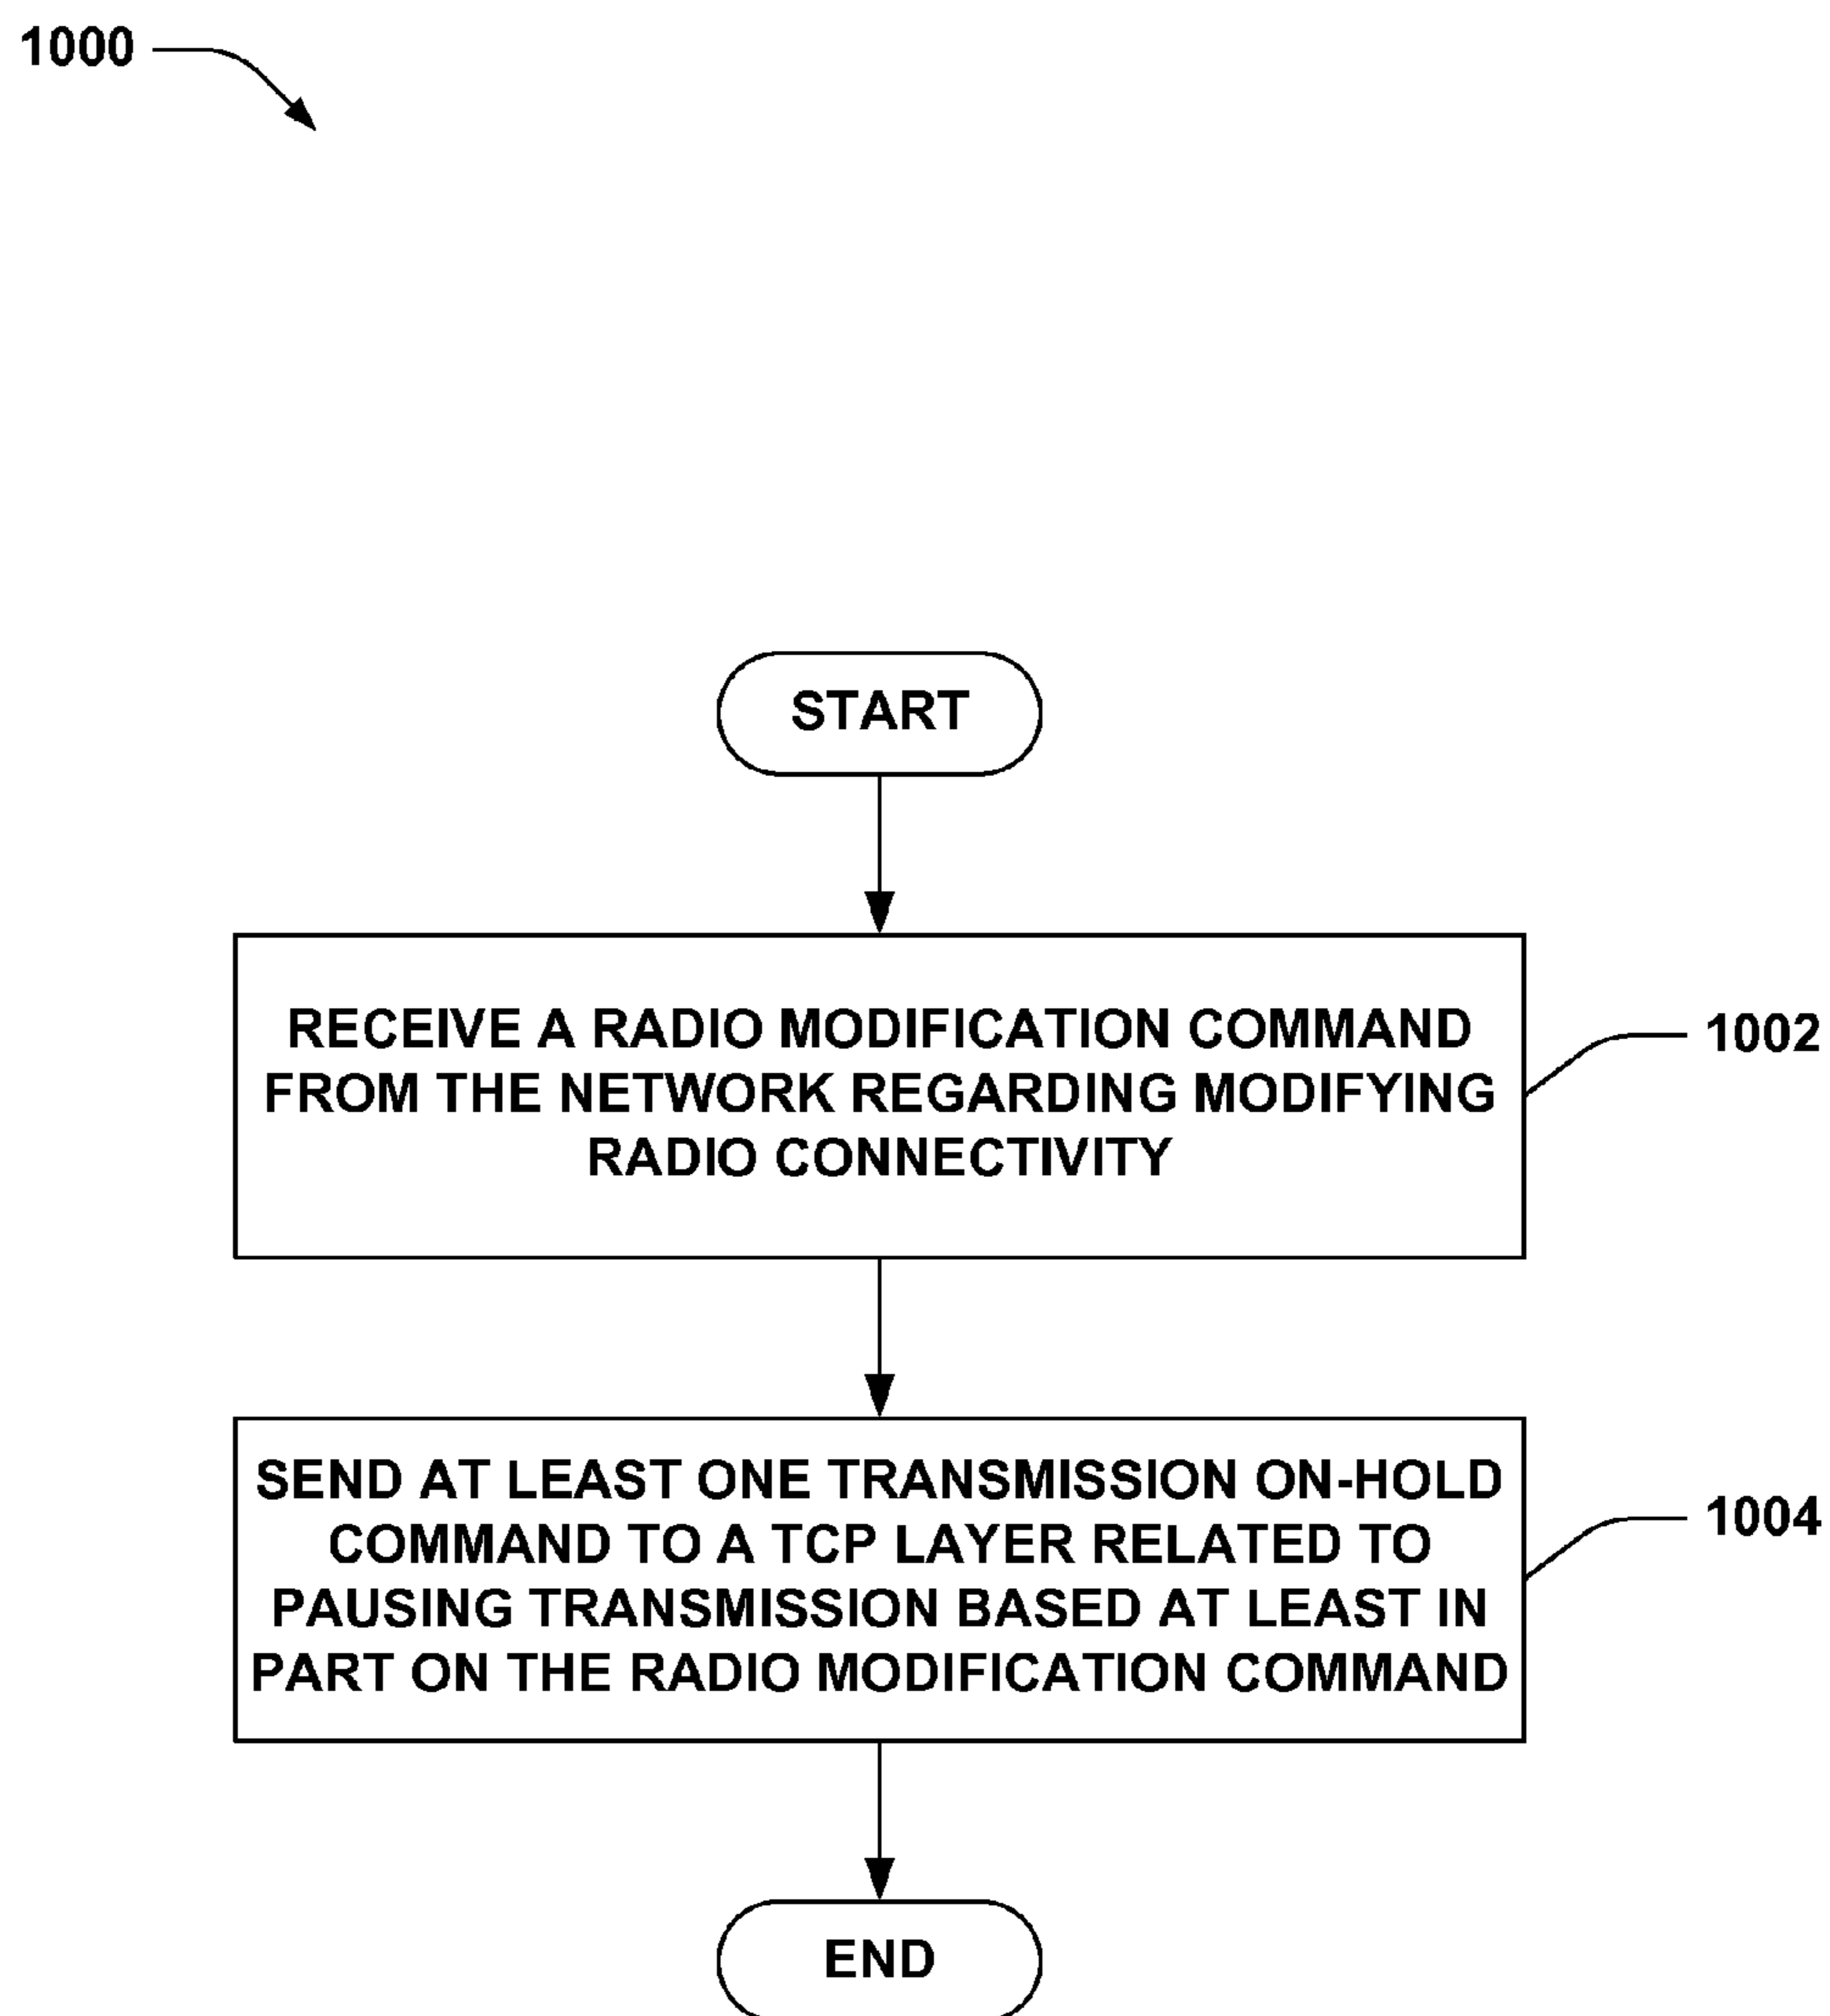 1000
START
RECEIVE A RADIO MODIFICATION COMMAND
FROM THE NETWORK REGARDING MODIFYING
RADIO CONNECTIVITY
1002
SEND AT LEAST ONE TRANSMISSION ON-HOLD
COMMAND TO A TCP LAYER RELATED TO
PAUSING TRANSMISSION BASED AT LEAST IN
PART ON THE RADIO MODIFICATION COMMAND
1004
END